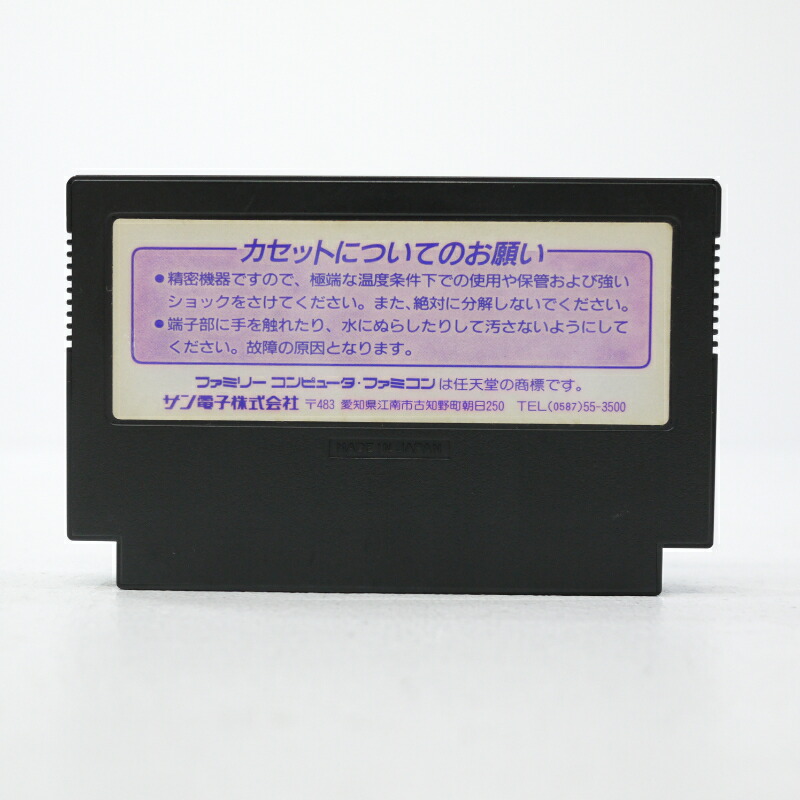 カセットについてのお願い
●精密機器ですので、極端な温度条件下での使用や保管および強い
ショックをさけてください。また、絶対に分解しないでください。
●端子部に手を触れたり、水にぬらしたりして汚さないようにして
ください。故障の原因となります。
ファミリー コンピュータ・ファミコンは任天堂の商標です。
サン電子株式会社 〒483 愛知県江南市古知野町朝日250 TEL(0587)55-3500
MADE IN JAPAN